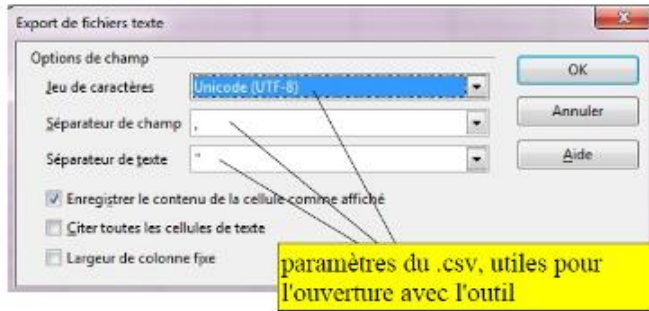 Export de fichiers texte
Options de champ
Jeu de caractères
Unicode (UTF-8)
OK
Séparateur de champ
,
Annuler
Séparateur de texte
"
Aide
Enregistrer le contenu de la cellule comme affiché
Citer toutes les cellules de texte
Largeur de colonne fixe
paramètres du .csv, utiles pour
l'ouverture avec l'outil